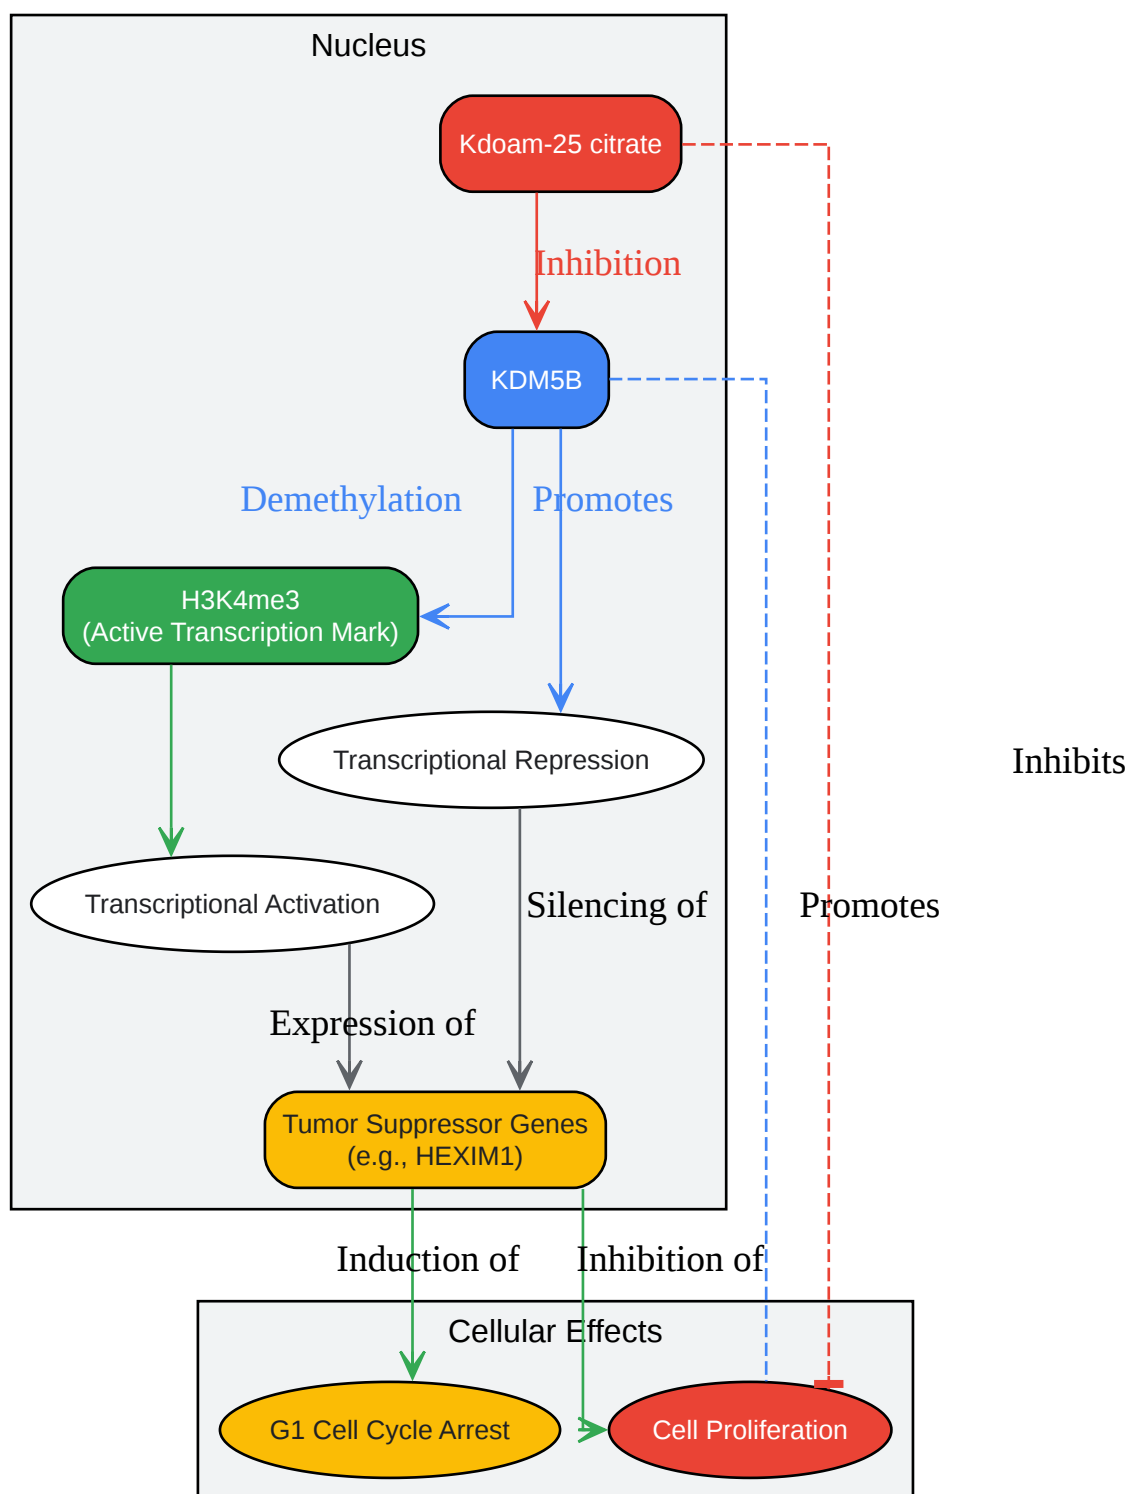 Nucleus
Kdoam-25 citrate
Inhibition
KDM5B
Demethylation
Promotes
H3K4me3
(Active Transcription Mark)
Transcriptional Repression
Inhibits
Transcriptional Activation
Silencing of
Promotes
Expression of
Tumor Suppressor Genes
(e.g., HEXIM1)
Induction of
Inhibition of
Cellular Effects
G1 Cell Cycle Arrest
Cell Proliferation